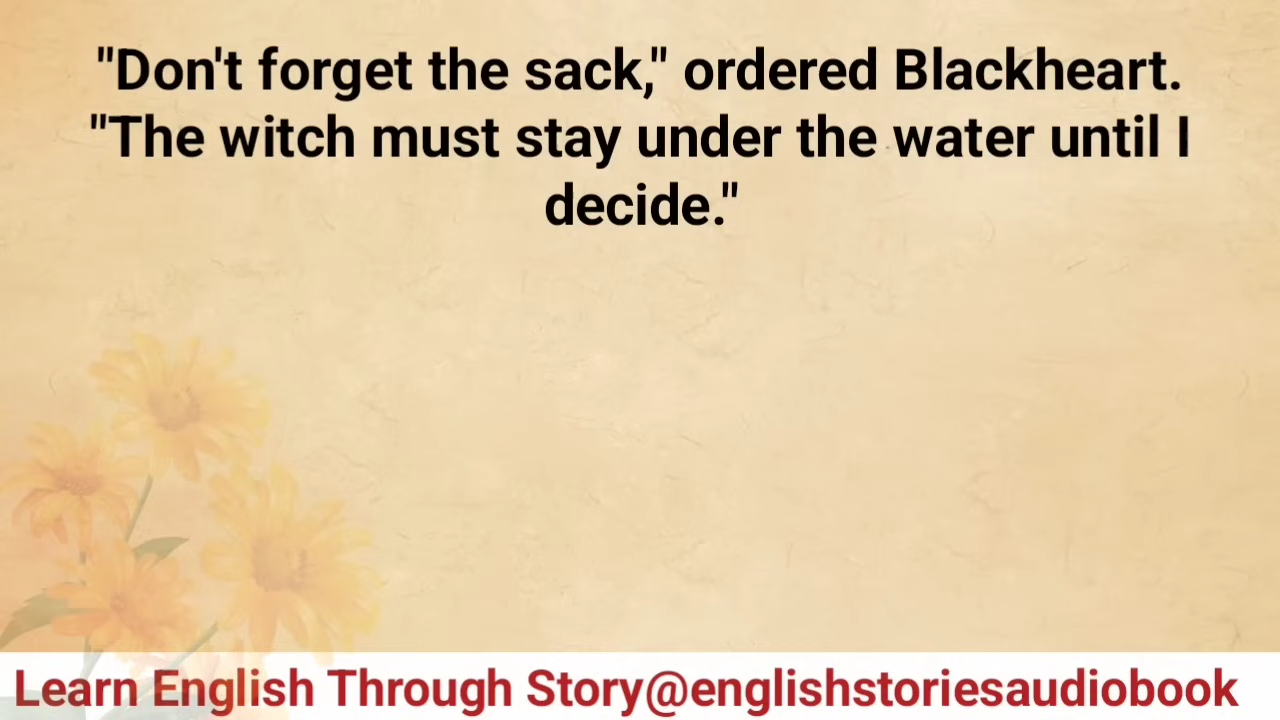 "Don't forget the sack," ordered Blackheart.
"The witch must stay under the water until I
decide."
Learn English Through Story@englishstoriesaudiobook